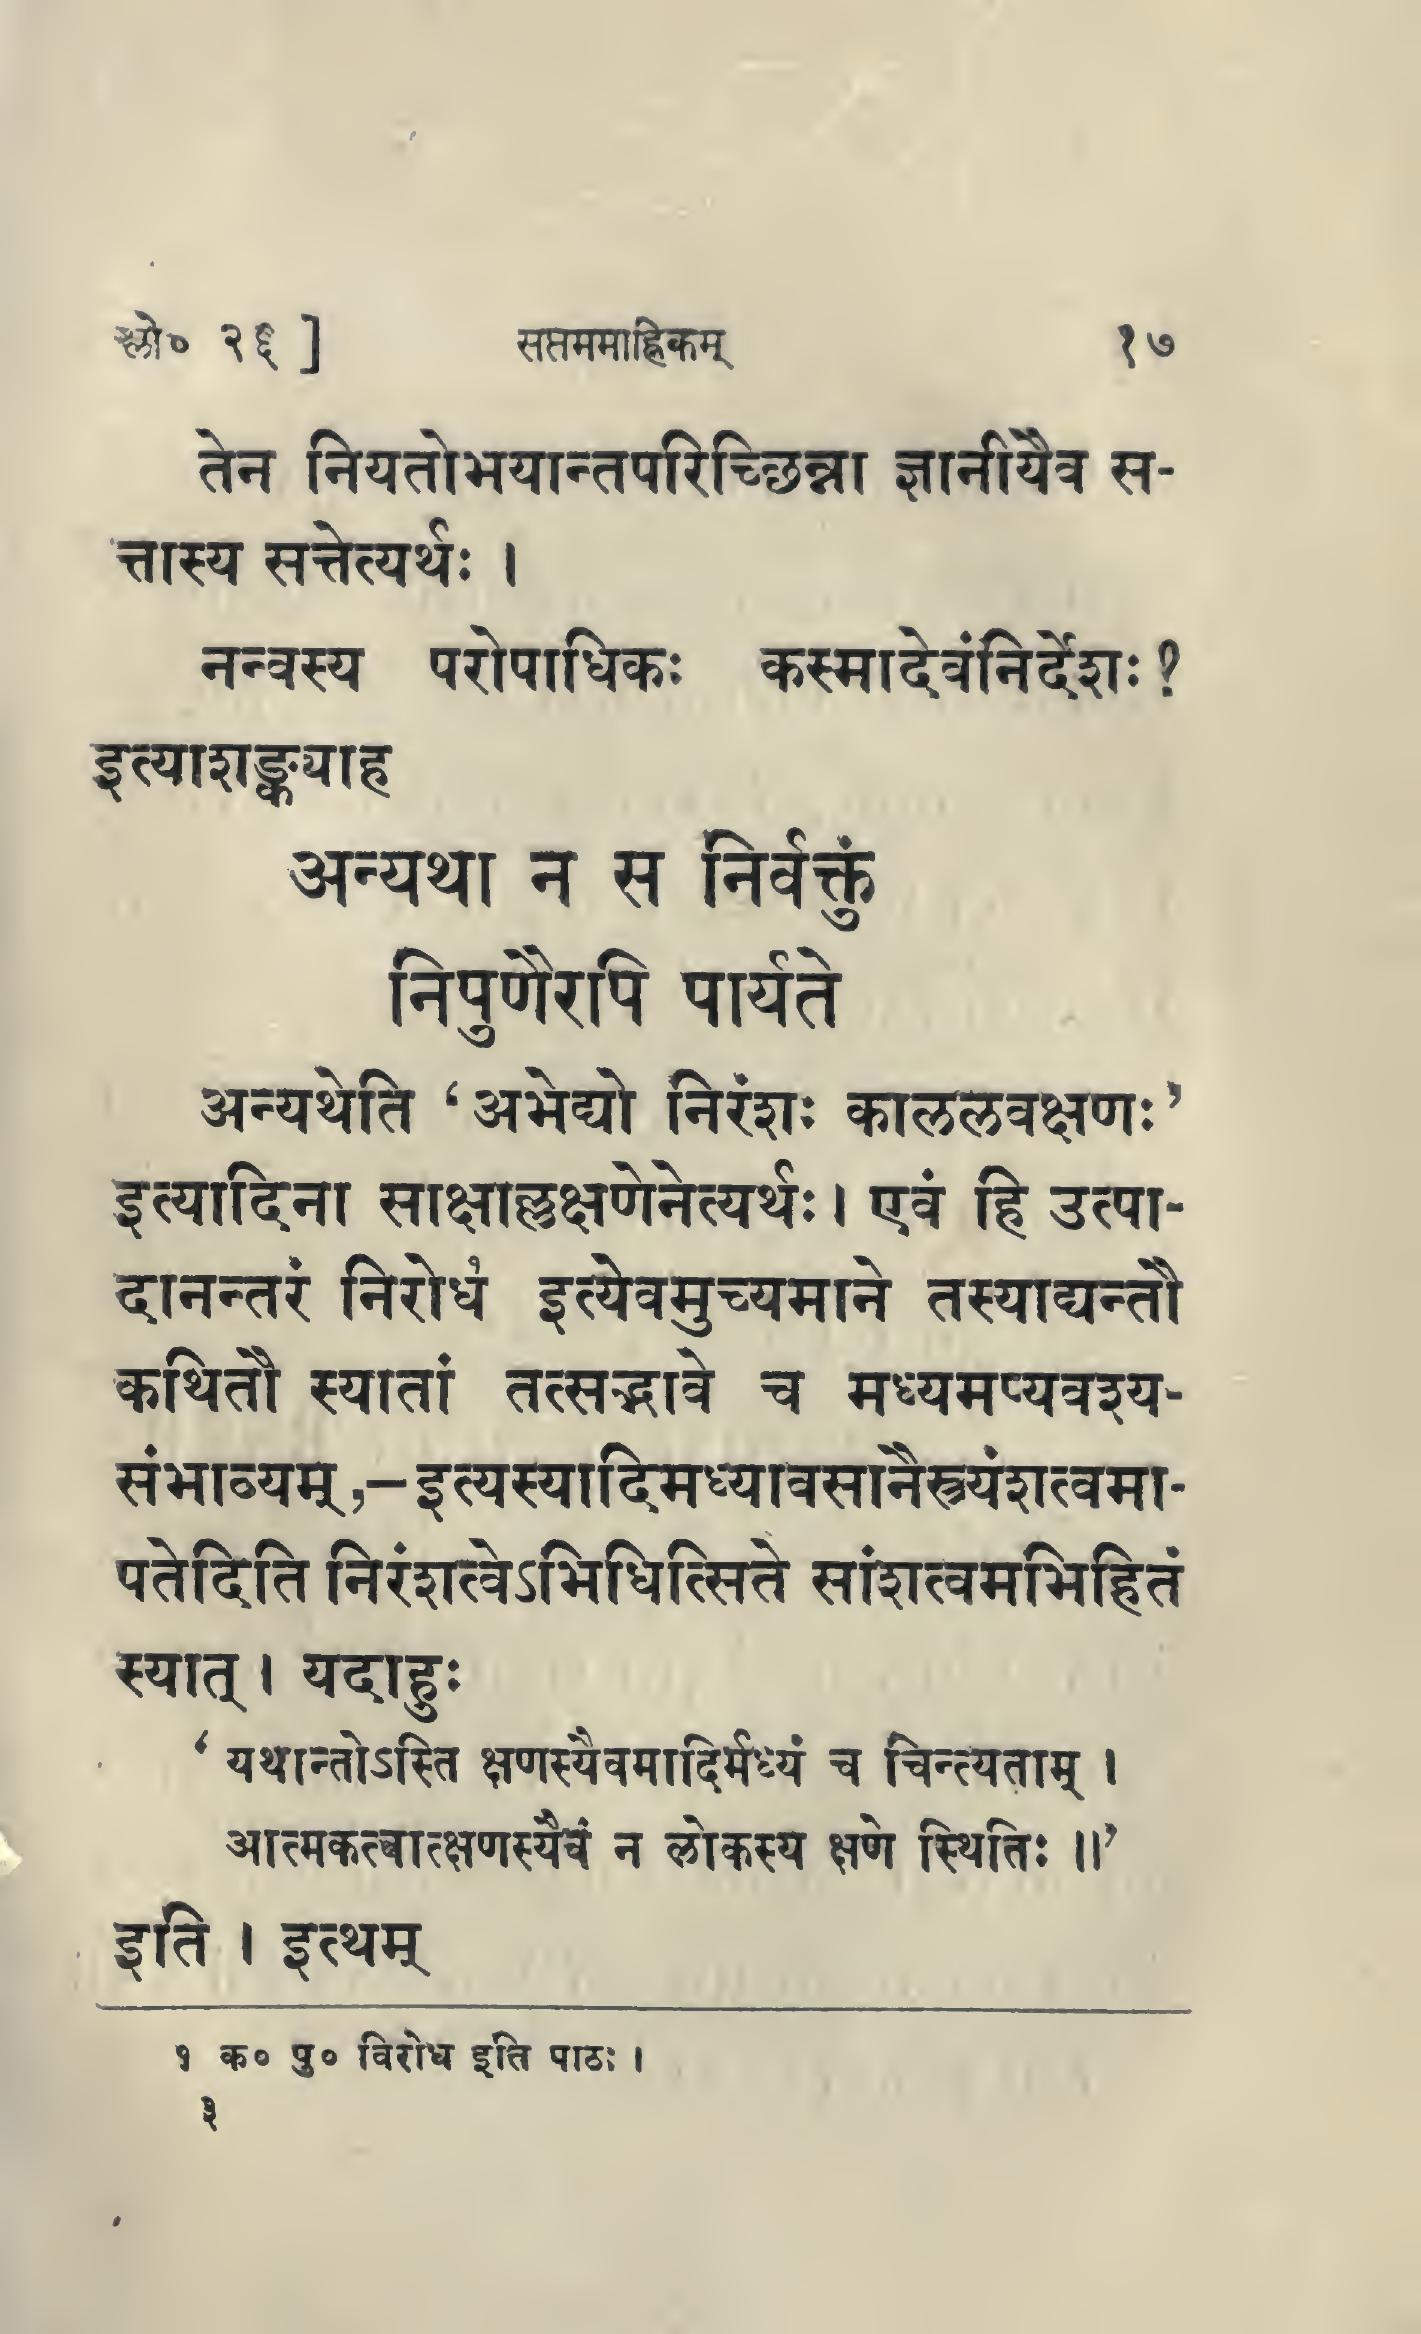 श्लो० २६ ] सप्तममाह्निकम् १७
तेन नियतोभयान्तपरिच्छिन्ना ज्ञानीयैव स-
त्तास्य सत्तेत्यर्थः ।
नन्वस्य परोपाधिकः कस्मादेवंनिर्देशः ?
इत्याशङ्क्याह
अन्यथा न स निर्वक्तुं
निपुणैरपि पार्यते
अन्यथेति ‘अभेद्यो निरंशः काललवक्षणः’
इत्यादिना साक्षाल्लक्षणेनेत्यर्थः। एवं हि उत्पा-
दानन्तरं निरोधं१ इत्येवमुच्यमाने तस्याद्यन्तौ
कथितौ स्यातां तत्सद्भावे च मध्यमप्यवश्य-
संभाव्यम्,–इत्यस्यादिमध्यावसानैस्त्र्यंशत्वमा-
पतेदिति निरंशत्वेऽभिधित्सिते सांशत्वमभिहितं
स्यात् । यदाहुः
‘यथान्तोऽस्ति क्षणस्यैवमादिर्मध्यं च चिन्त्यताम् ।
आत्मकत्वात्क्षणस्यैवं न लोकस्य क्षणे स्थितिः ॥’
इति । इत्थम्
१ क० पु० विरोध इति पाठः ।
३